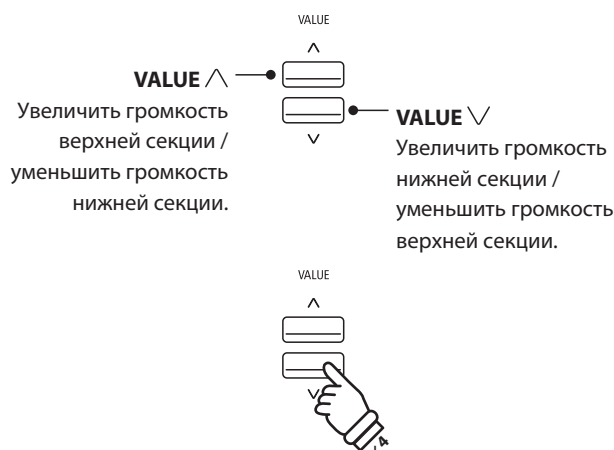 VALUE
VALUE ∧
Увеличить громкость
верхней секции /
уменьшить громкость
нижней секции.
VALUE ∨
Увеличить громкость
нижней секции /
уменьшить громкость
верхней секции.
VALUE